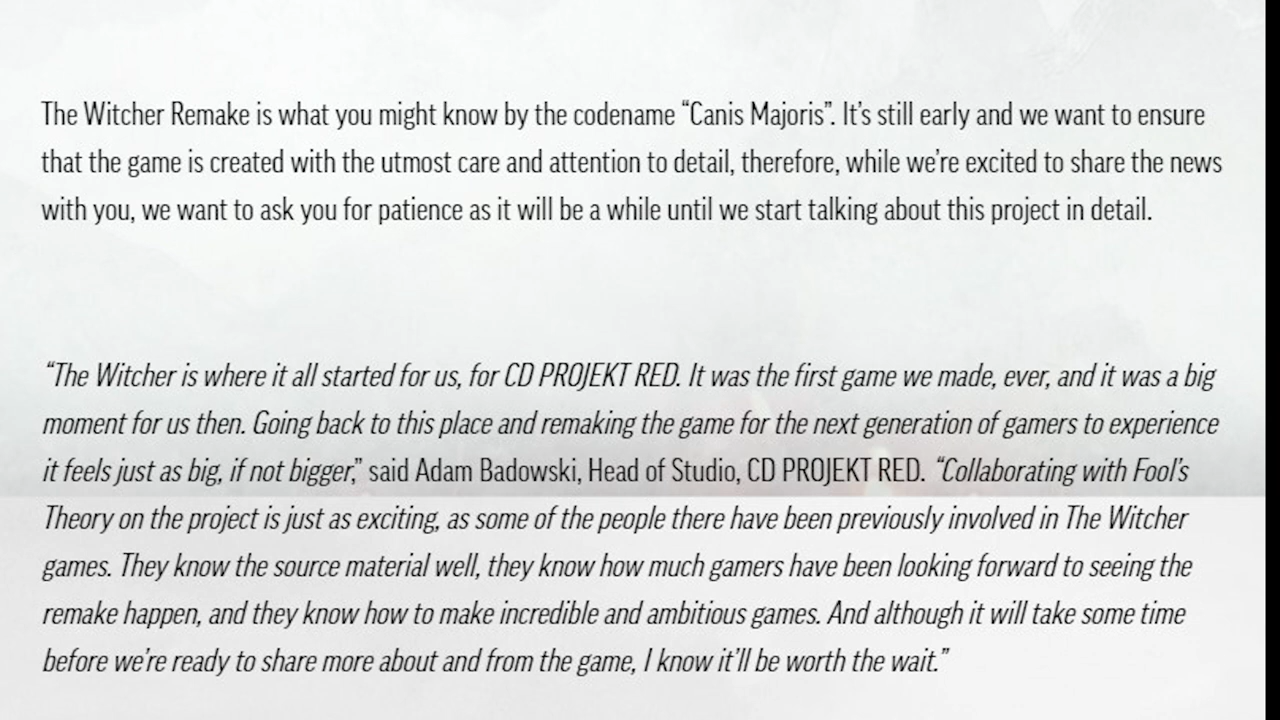 The Witcher Remake is what you might know by the codename “Canis Majoris”. It’s still early and we want to ensure
that the game is created with the utmost care and attention to detail, therefore, while we’re excited to share the news
with you, we want to ask you for patience as it will be a while until we start talking about this project in detail.
“The Witcher is where it all started for us, for CD PROJEKT RED. It was the first game we made, ever, and it was a big
moment for us then. Going back to this place and remaking the game for the next generation of gamers to experience
it feels just as big, if not bigger,” said Adam Badowski, Head of Studio, CD PROJEKT RED. “Collaborating with Fool’s
Theory on the project is just as exciting, as some of the people there have been previously involved in The Witcher
games. They know the source material well, they know how much gamers have been looking forward to seeing the
remake happen, and they know how to make incredible and ambitious games. And although it will take some time
before we’re ready to share more about and from the game, I know it’ll be worth the wait.”